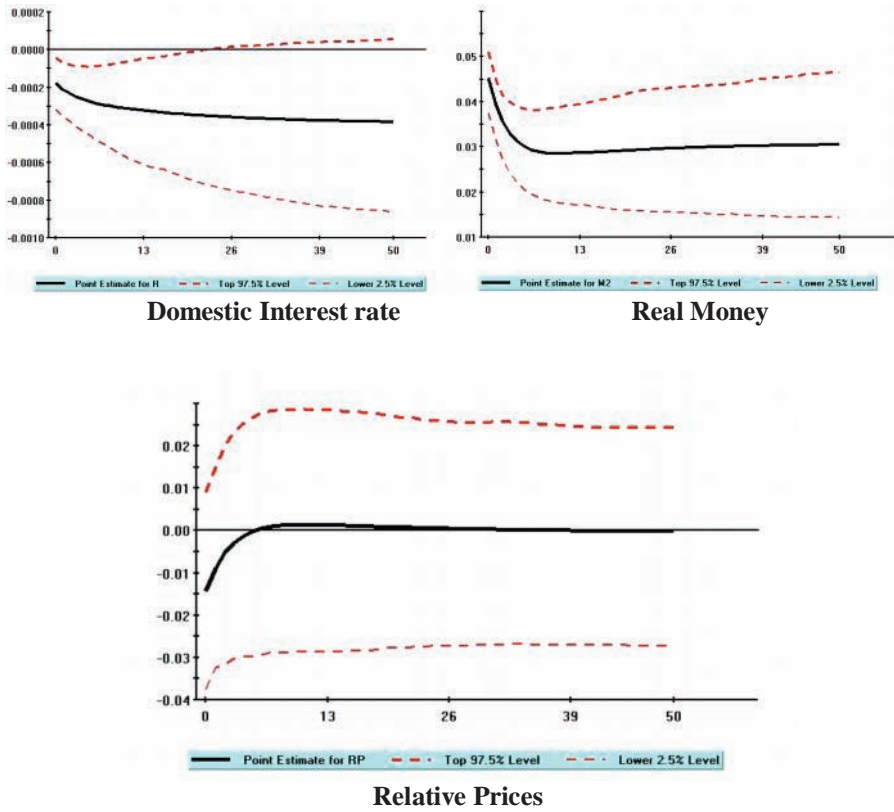 0.0002
0.0000
-0.0002
-0.0004
-0.0006
-0.0008
-0.0010
0 13 26 39 50
Point Estimate for R Top 97.5% Level Lower 2.5% Level
Domestic Interest rate
0.05
0.04
0.03
0.02
0.01
0 13 26 39 50
Point Estimate for M2 Top 97.5% Level Lower 2.5% Level
Real Money
0.02
0.01
0.00
-0.01
-0.02
-0.03
-0.04
0 13 26 39 50
Point Estimate for RP Top 97.5% Level Lower 2.5% Level
Relative Prices